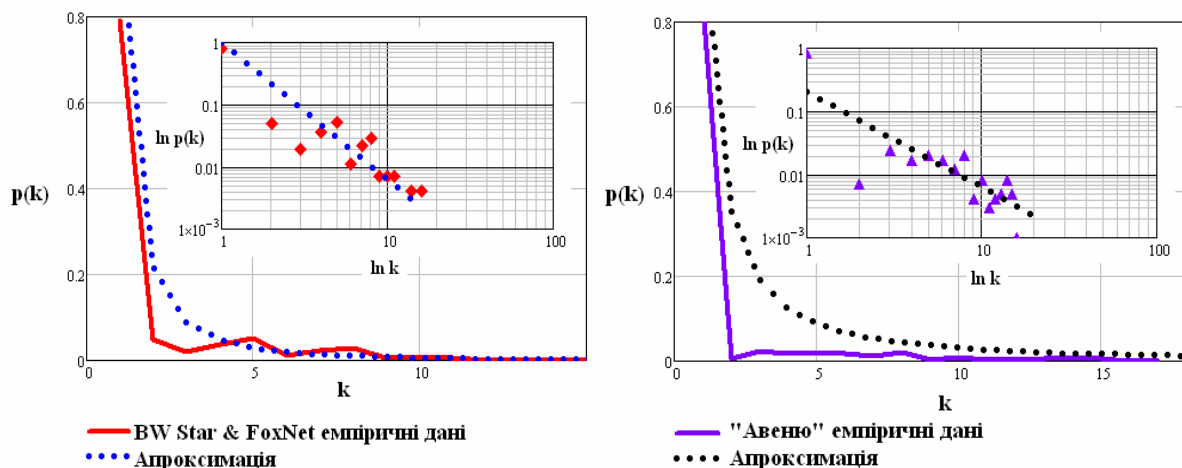 0.8
0.6
0.4
0.2
0
p(k)
1
0.1
0.01
1×10⁻³
ln p(k)
1
10
100
ln k
0
5
10
k
BW Star & FoxNet емпіричні дані
Апроксимація
0.8
0.6
0.4
0.2
0
p(k)
1
0.1
0.01
1×10⁻³
ln p(k)
1
10
100
ln k
0
5
10
15
k
"Авеню" емпіричні дані
Апроксимація